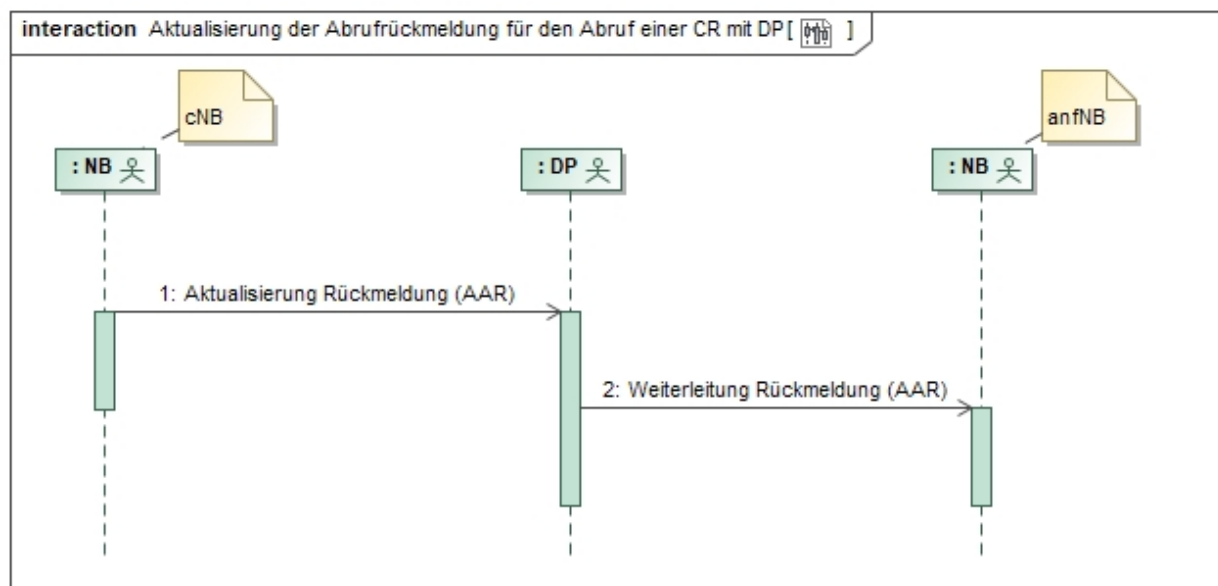 interaction Aktualisierung der Abrufrückmeldung für den Abruf einer CR mit DP[ ]
cNB
anfNB
: NB
: DP
: NB
1: Aktualisierung Rückmeldung (AAR)
2: Weiterleitung Rückmeldung (AAR)